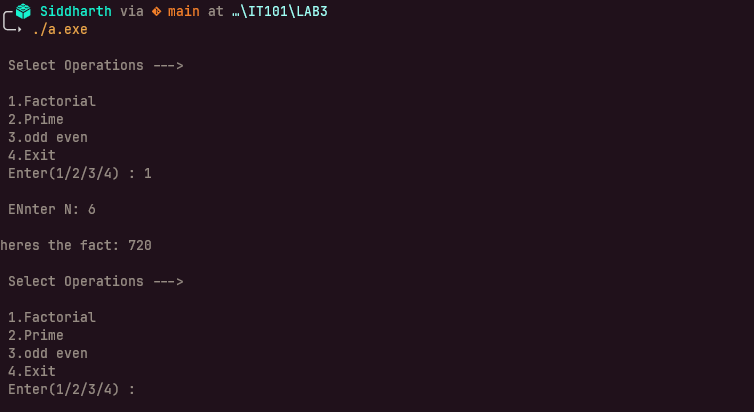 Siddharth via main at …\IT101\LAB3
./a.exe
Select Operations --->
1.Factorial
2.Prime
3.odd even
4.Exit
Enter(1/2/3/4) : 1
ENnter N: 6
heres the fact: 720
Select Operations --->
1.Factorial
2.Prime
3.odd even
4.Exit
Enter(1/2/3/4) :